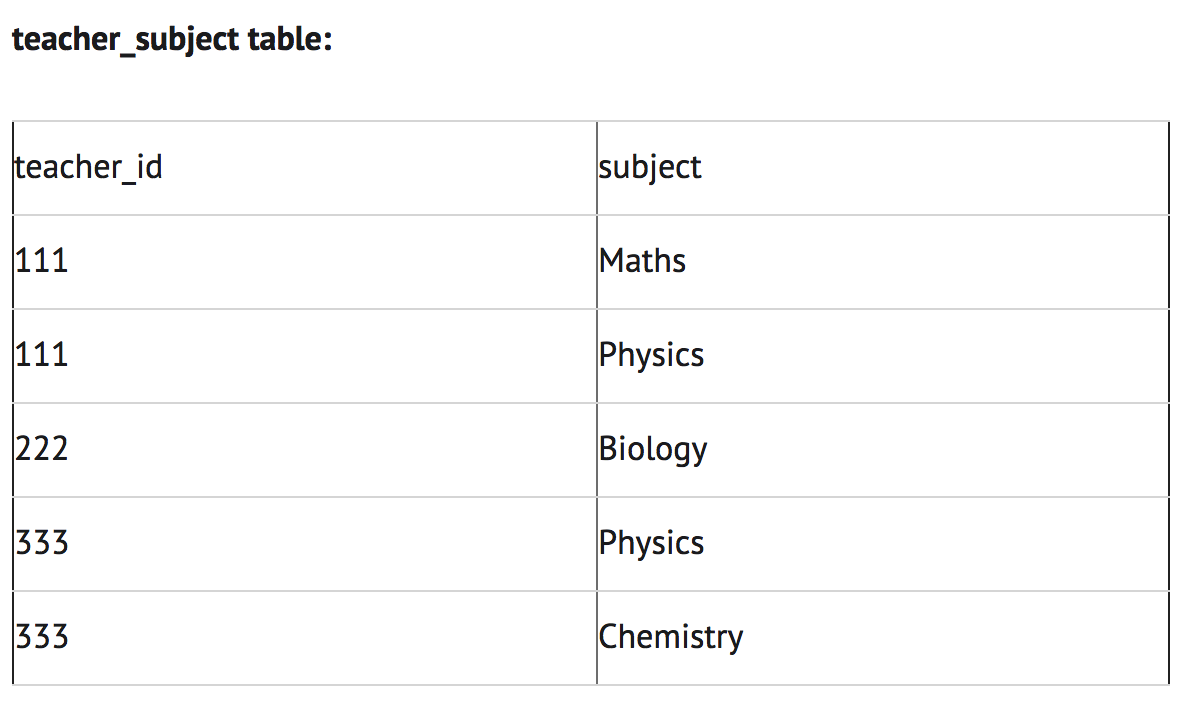 teacher_subject table:
teacher_id subject
111 Maths
111 Physics
222 Biology
333 Physics
333 Chemistry